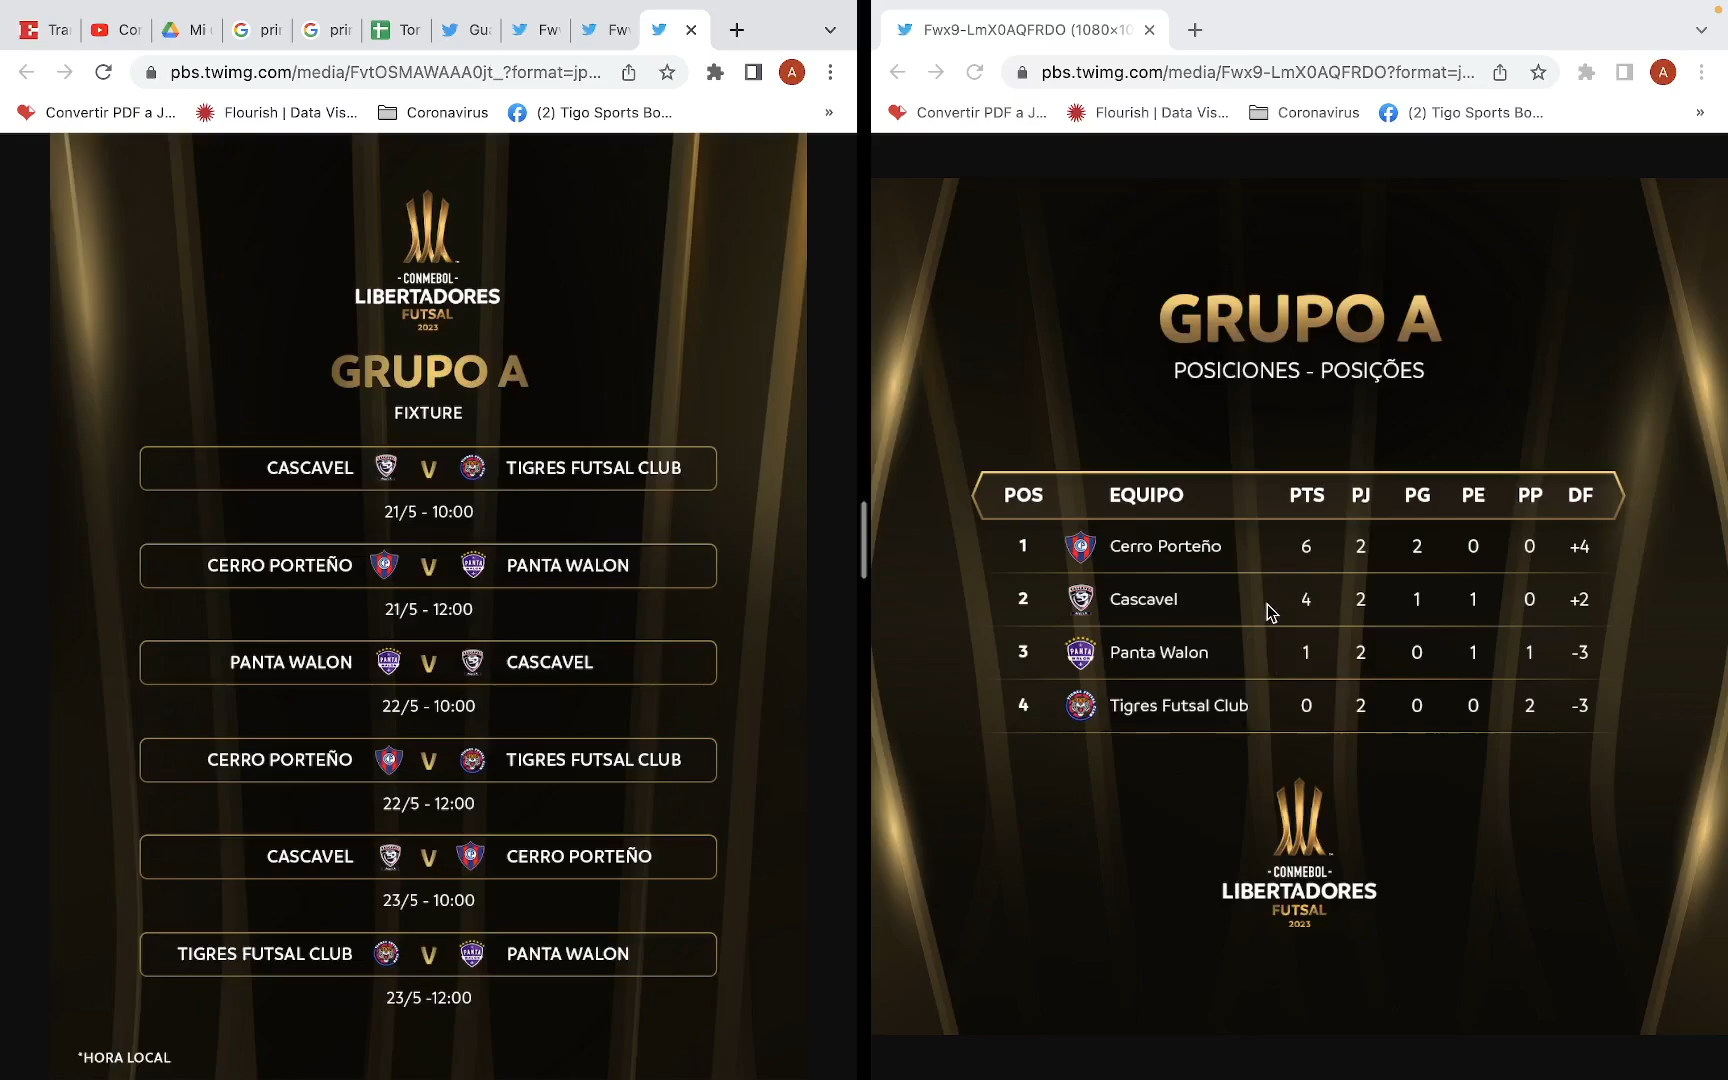 Tra
Cor
Mi u
prir
prir
Tor
Gu
Fw
Fw
pbs.twimg.com/media/FvtOSMAWAAA0jt_?format=jp...
A
Convertir PDF a J...
Flourish | Data Vis...
Coronavirus
(2) Tigo Sports Bo...
»
- CONMEBOL -
LIBERTADORES
FUTSAL
2023
GRUPO A
FIXTURE
CASCAVEL V TIGRES FUTSAL CLUB
21/5 - 10:00
CERRO PORTEÑO V PANTA WALON
21/5 - 12:00
PANTA WALON V CASCAVEL
22/5 - 10:00
CERRO PORTEÑO V TIGRES FUTSAL CLUB
22/5 - 12:00
CASCAVEL V CERRO PORTEÑO
23/5 - 10:00
TIGRES FUTSAL CLUB V PANTA WALON
23/5 -12:00
*HORA LOCAL
Fwx9-LmX0AQFRDO (1080×10
pbs.twimg.com/media/Fwx9-LmX0AQFRDO?format=j...
A
Convertir PDF a J...
Flourish | Data Vis...
Coronavirus
(2) Tigo Sports Bo...
»
GRUPO A
POSICIONES - POSIÇÕES
POS EQUIPO PTS PJ PG PE PP DF
1 Cerro Porteño 6 2 2 0 0 +4
2 Cascavel 4 2 1 1 0 +2
3 Panta Walon 1 2 0 1 1 -3
4 Tigres Futsal Club 0 2 0 0 2 -3
- CONMEBOL -
LIBERTADORES
FUTSAL
2023